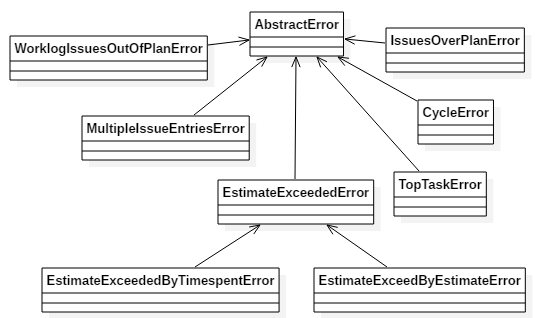 AbstractError
WorklogIssuesOutOfPlanError
IssuesOverPlanError
CycleError
MultipleIssueEntriesError
TopTaskError
EstimateExceededError
EstimateExceededByTimespentError
EstimateExceedByEstimateError